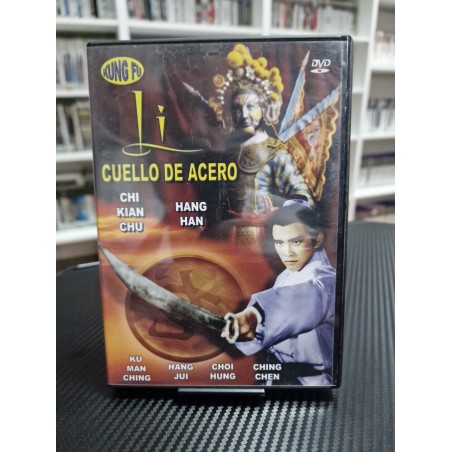 KUNG FU
DVD
Li
CUELLO DE ACERO
CHI
KIAN
CHU
HANG
HAN
KU
MAN
CHING
HANG
JUI
CHOI
HUNG
CHING
CHEN